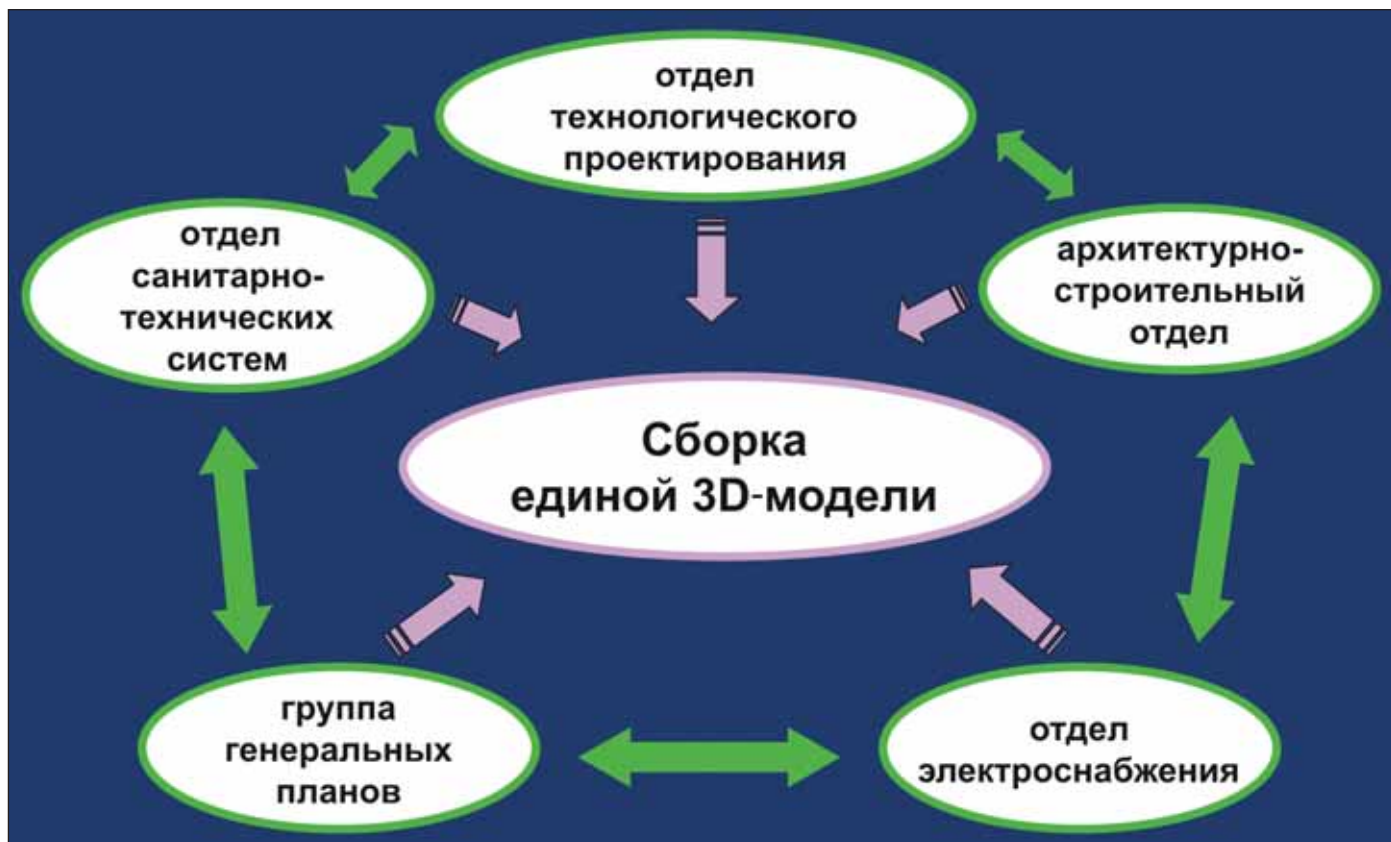 отдел
технологического
проектирования
отдел
санитарно-
технических
систем
архитектурно-
строительный
отдел
Сборка
единой 3D-модели
группа
генеральных
планов
отдел
электроснабжения